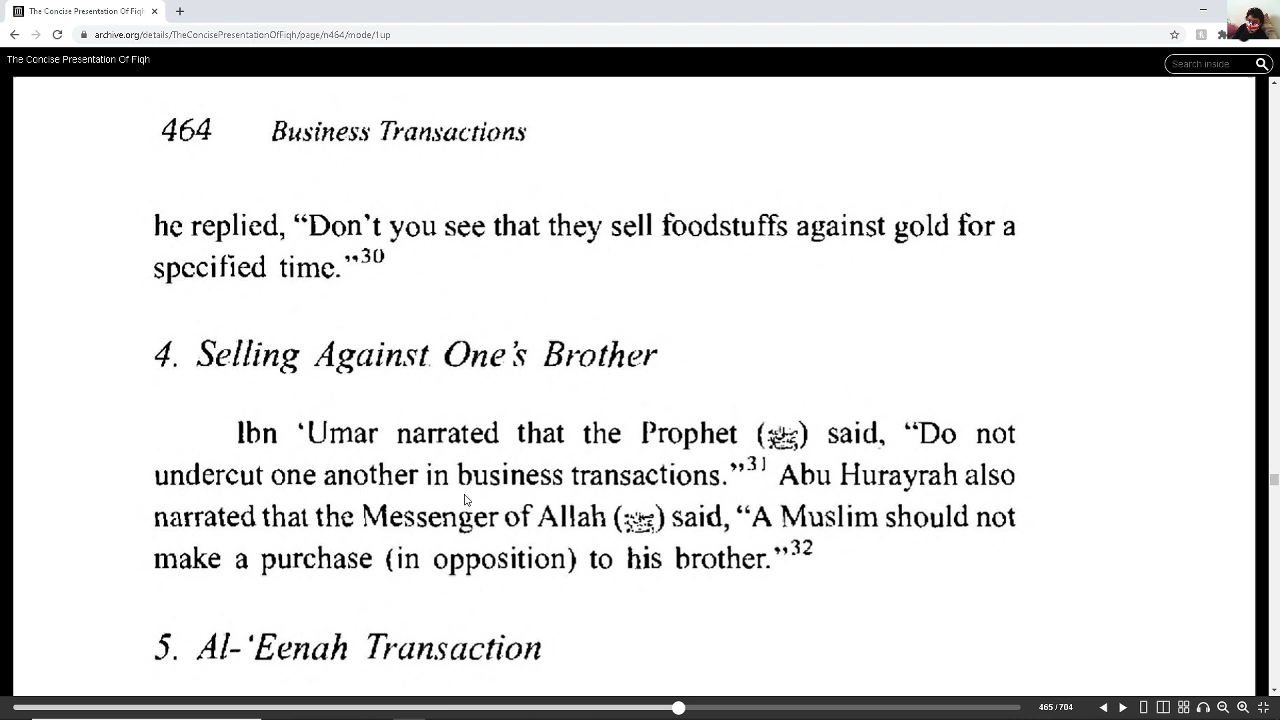 The Concise Presentation Of Fi
archive.org/details/TheConcisePresentationOfFiqh/page/n464/mode/1up
The Concise Presentation Of Fiqh
Search inside
464 Business Transactions
he replied, “Don’t you see that they sell foodstuffs against gold for a
specified time.”30
4. Selling Against One’s Brother
Ibn ‘Umar narrated that the Prophet (ﷺ) said, “Do not
undercut one another in business transactions.”31 Abu Hurayrah also
narrated that the Messenger of Allah (ﷺ) said, “A Muslim should not
make a purchase (in opposition) to his brother.”32
5. Al-‘Eenah Transaction
465 / 704